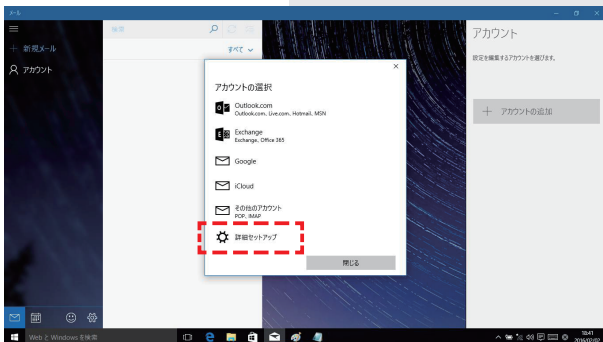 メール
検索
アカウント
+ 新規メール
すべて
設定を編集するアカウントを選びます。
アカウント
アカウントの選択
Outlook.com
Outlook.com、Live.com、Hotmail、MSN
+ アカウントの追加
Exchange
Exchange、Office 365
Google
iCloud
その他のアカウント
POP、IMAP
詳細セットアップ
閉じる
Web と Windows を検索
18:41
2016/02/02